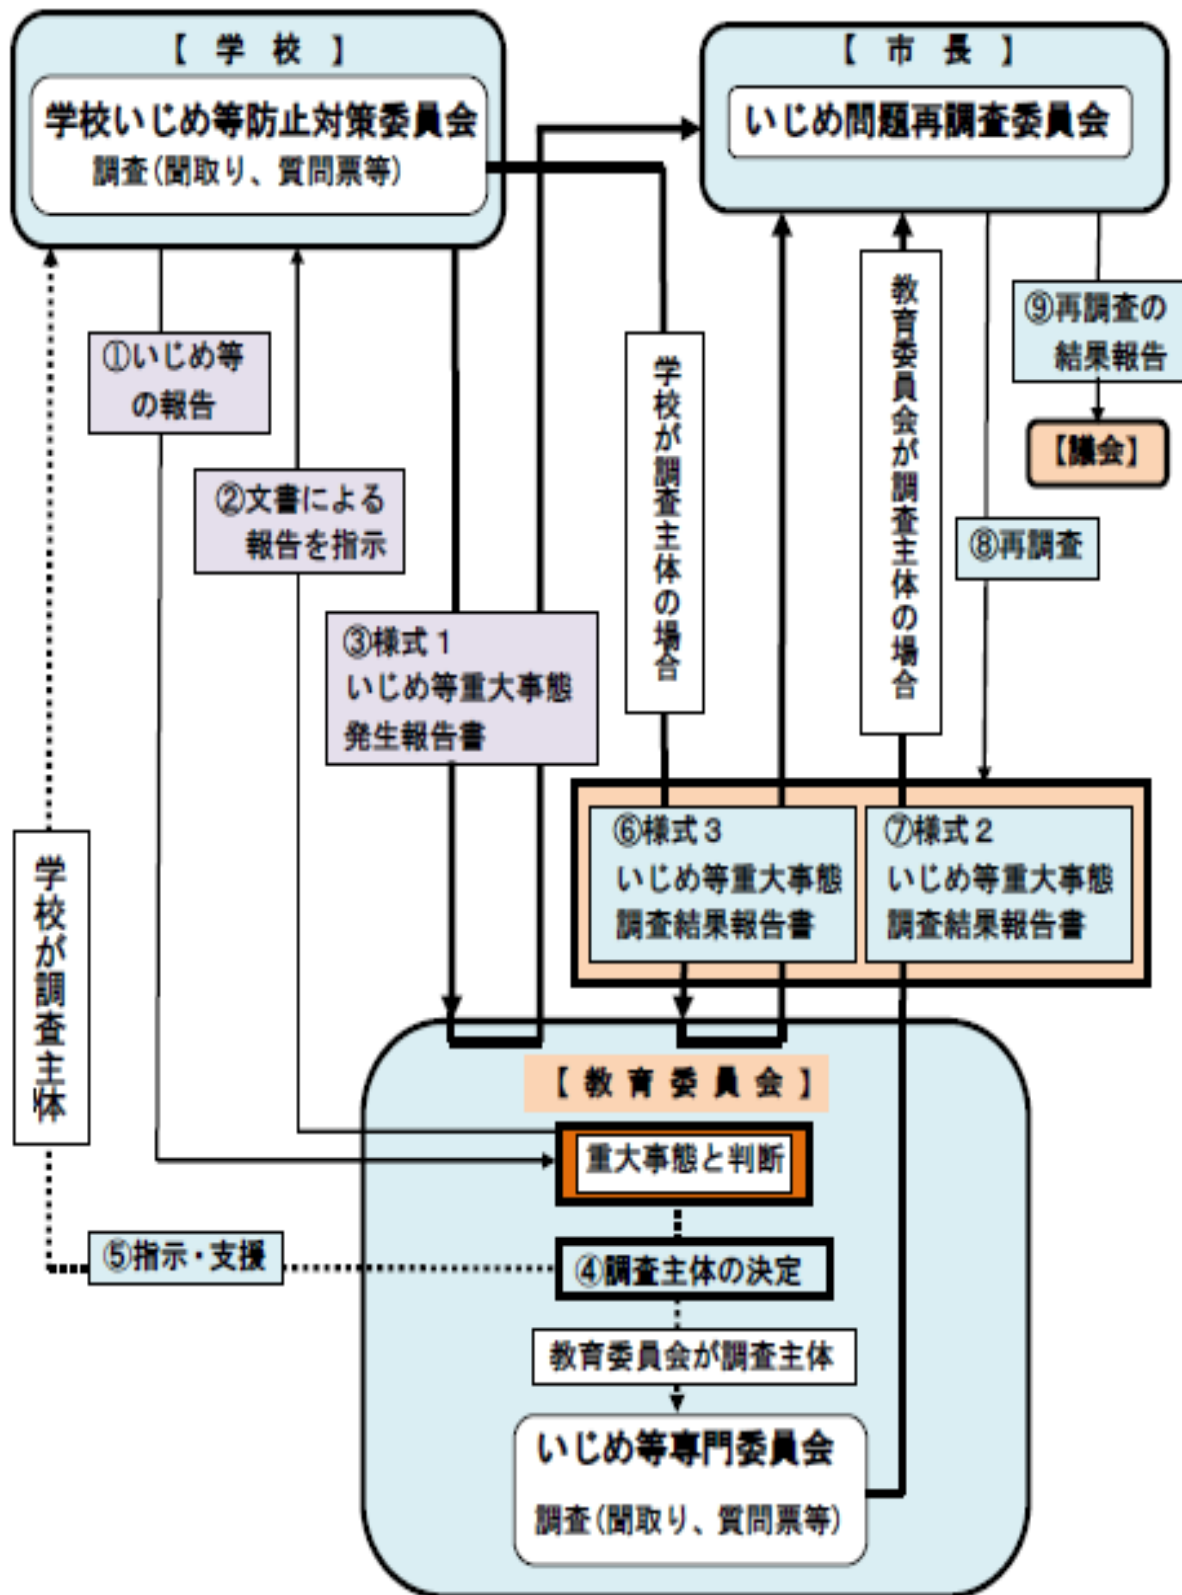 【 学 校 】
学校いじめ等防止対策委員会
調査(聞取り、質問票等)
【 市 長 】
いじめ問題再調査委員会
①いじめ等
の報告
②文書による
報告を指示
③様式1
いじめ等重大事態
発生報告書
学校が調査主体の場合
教育委員会が調査主体の場合
⑨再調査の
結果報告
【議会】
⑧再調査
⑥様式3
いじめ等重大事態
調査結果報告書
⑦様式2
いじめ等重大事態
調査結果報告書
学校が調査主体
【 教 育 委 員 会 】
重大事態と判断
⑤指示・支援
④調査主体の決定
教育委員会が調査主体
いじめ等専門委員会
調査(聞取り、質問票等)